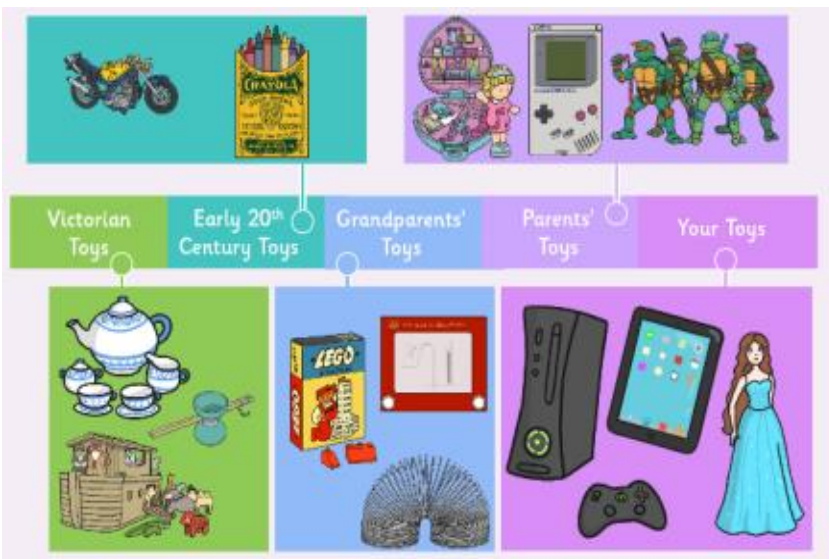 CRAYOLA
Victorian
Toys
Early 20th
Century Toys
Grandparents'
Toys
Parents'
Toys
Your Toys
LEGO